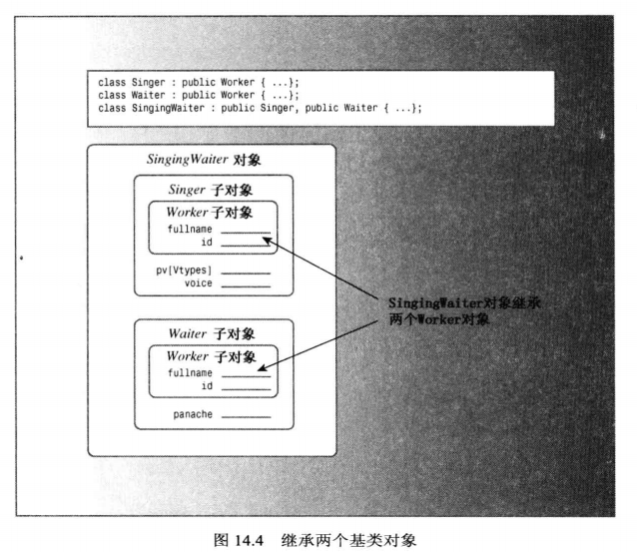 class Singer : public Worker { ...};
class Waiter : public Worker { ...};
class SingingWaiter : public Singer, public Waiter { ...};
SingingWaiter 对象
Singer 子对象
Worker 子对象
fullname
id
pv[Vtypes]
voice
Waiter 子对象
Worker 子对象
fullname
id
panache
SingingWaiter对象继承
两个Worker对象
图 14.4 继承两个基类对象